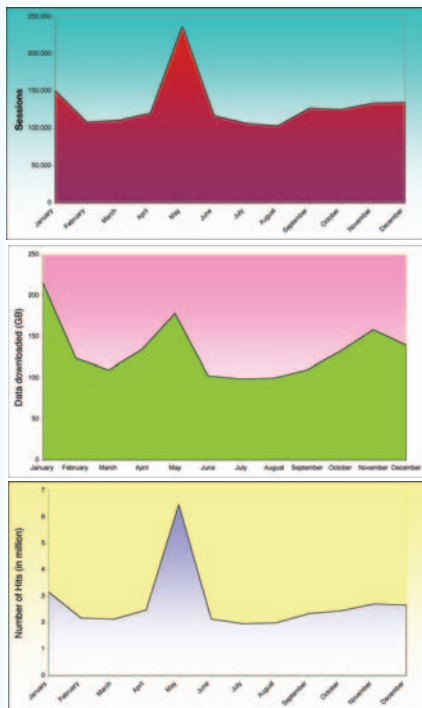 250.000
200.000
150.000
100.000
50.000
0
Sessions
January
February
March
April
May
June
July
August
September
October
November
December
250
200
150
100
50
0
Data downloaded (GB)
January
February
March
April
May
June
July
August
September
October
November
December
7
6
5
4
3
2
1
0
Number of Hits (in million)
January
February
March
April
May
June
July
August
September
October
November
December